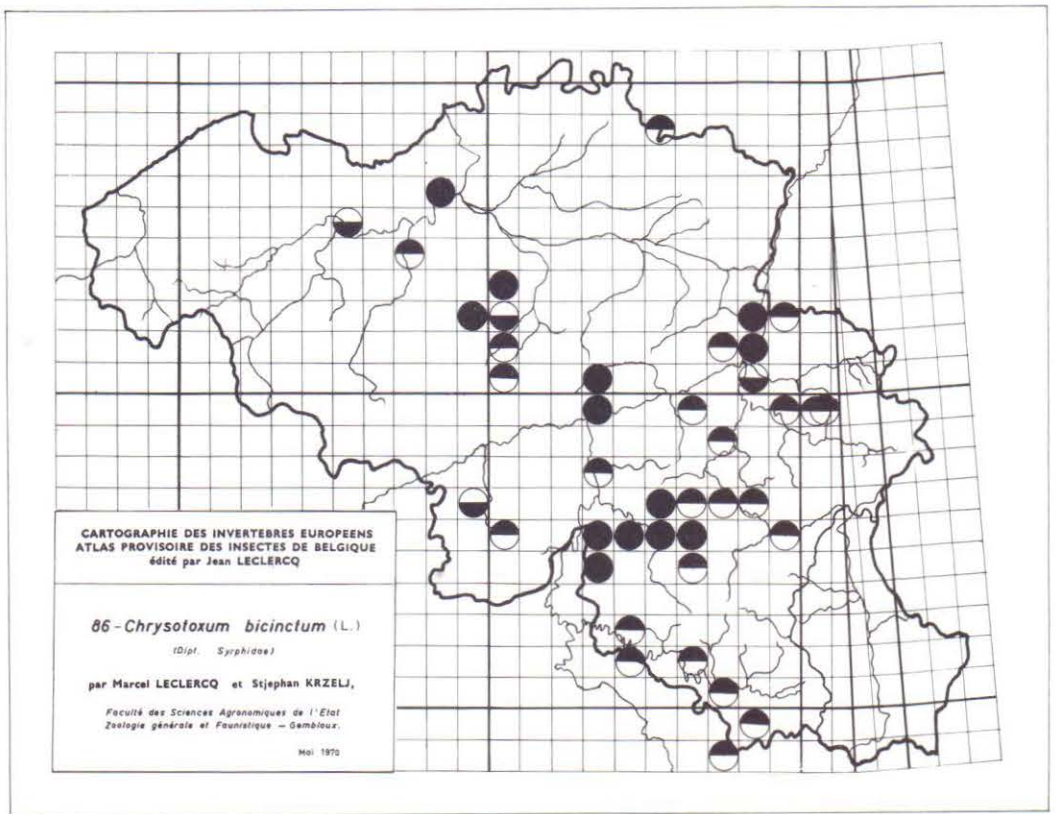 CARTOGRAPHIE DES INVERTEBRES EUROPEENS
ATLAS PROVISOIRE DES INSECTES DE BELGIQUE
édité par Jean LECLERCQ
86 - Chrysotoxum bicinctum (L.)
(Dipt. Syrphidae)
par Marcel LECLERCQ et Stjephan KRZELJ,
Faculté des Sciences Agronomiques de l'Etat
Zoologie générale et Faunistique - Gembloux.
Mai 1970